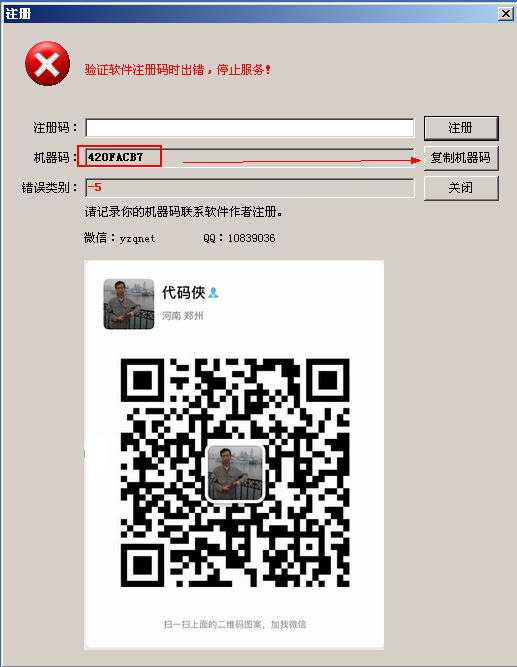 注册
验证软件注册码时出错，停止服务！
注册码： 注册
机器码： 420FACB7 复制机器码
错误类别： -5 关闭
请记录你的机器码联系软件作者注册。
微信：yzqnet QQ：10839036
代码侠
河南 郑州
扫一扫上面的二维码图案，加我微信